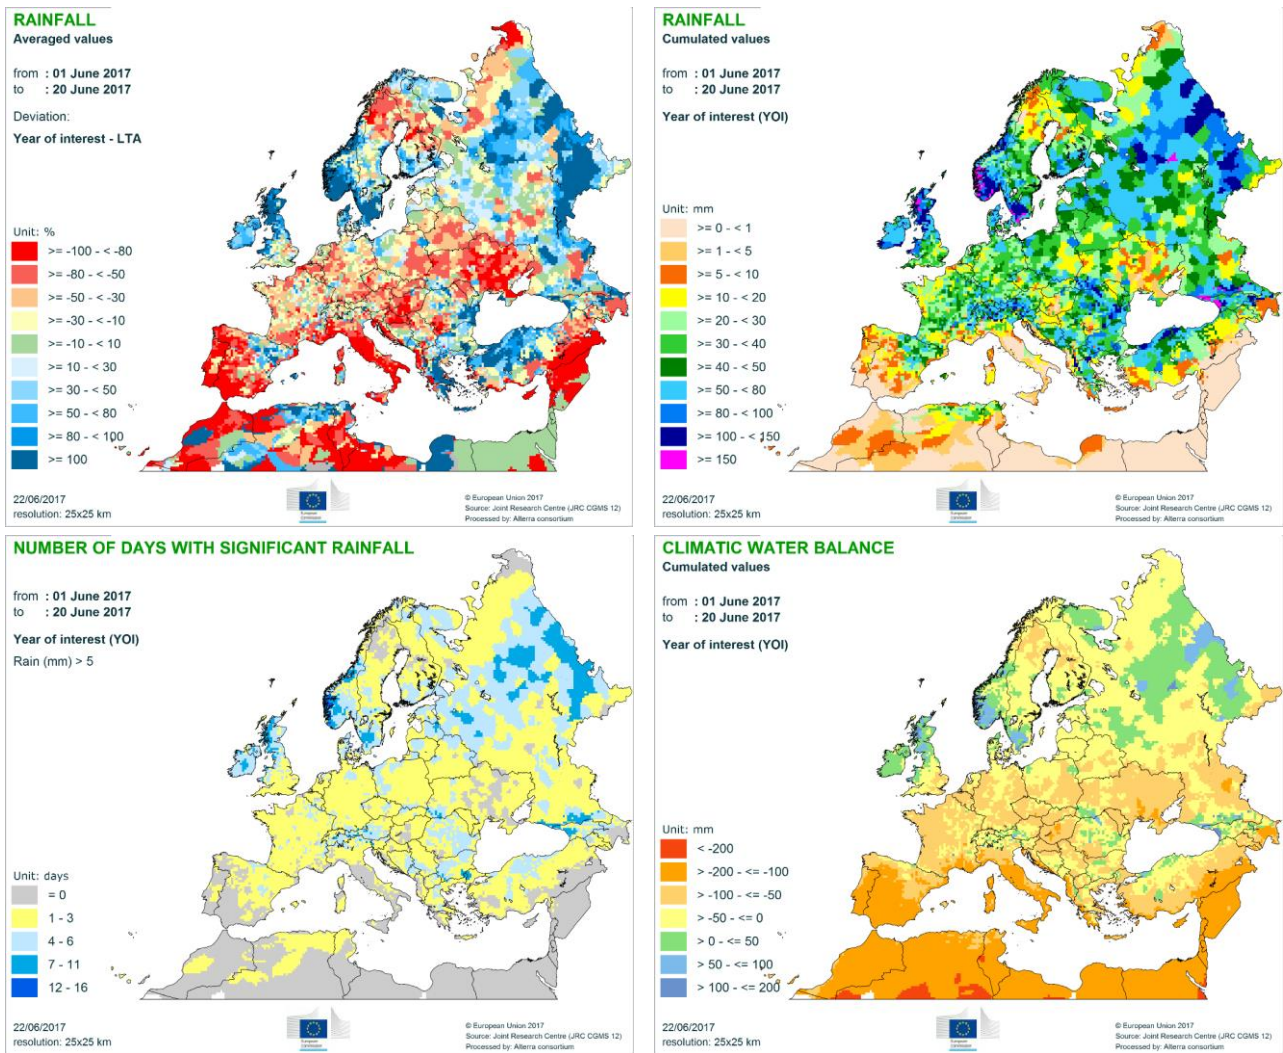 RAINFALL
Averaged values
from : 01 June 2017
to : 20 June 2017
Deviation:
Year of interest - LTA
Unit: %
>= -100 - < -80
>= -80 - < -50
>= -50 - < -30
>= -30 - < -10
>= -10 - < 10
>= 10 - < 30
>= 30 - < 50
>= 50 - < 80
>= 80 - < 100
>= 100
22/06/2017
resolution: 25x25 km
European
Commission
© European Union 2017
Source: Joint Research Centre (JRC CGMS 12)
Processed by: Alterra consortium
RAINFALL
Cumulated values
from : 01 June 2017
to : 20 June 2017
Year of interest (YOI)
Unit: mm
>= 0 - < 1
>= 1 - < 5
>= 5 - < 10
>= 10 - < 20
>= 20 - < 30
>= 30 - < 40
>= 40 - < 50
>= 50 - < 80
>= 80 - < 100
>= 100 - < 150
>= 150
22/06/2017
resolution: 25x25 km
European
Commission
© European Union 2017
Source: Joint Research Centre (JRC CGMS 12)
Processed by: Alterra consortium
NUMBER OF DAYS WITH SIGNIFICANT RAINFALL
from : 01 June 2017
to : 20 June 2017
Year of interest (YOI)
Rain (mm) > 5
Unit: days
= 0
1 - 3
4 - 6
7 - 11
12 - 16
22/06/2017
resolution: 25x25 km
European
Commission
© European Union 2017
Source: Joint Research Centre (JRC CGMS 12)
Processed by: Alterra consortium
CLIMATIC WATER BALANCE
Cumulated values
from : 01 June 2017
to : 20 June 2017
Year of interest (YOI)
Unit: mm
< -200
> -200 - <= -100
> -100 - <= -50
> -50 - <= 0
> 0 - <= 50
> 50 - <= 100
> 100 - <= 200
22/06/2017
resolution: 25x25 km
European
Commission
© European Union 2017
Source: Joint Research Centre (JRC CGMS 12)
Processed by: Alterra consortium